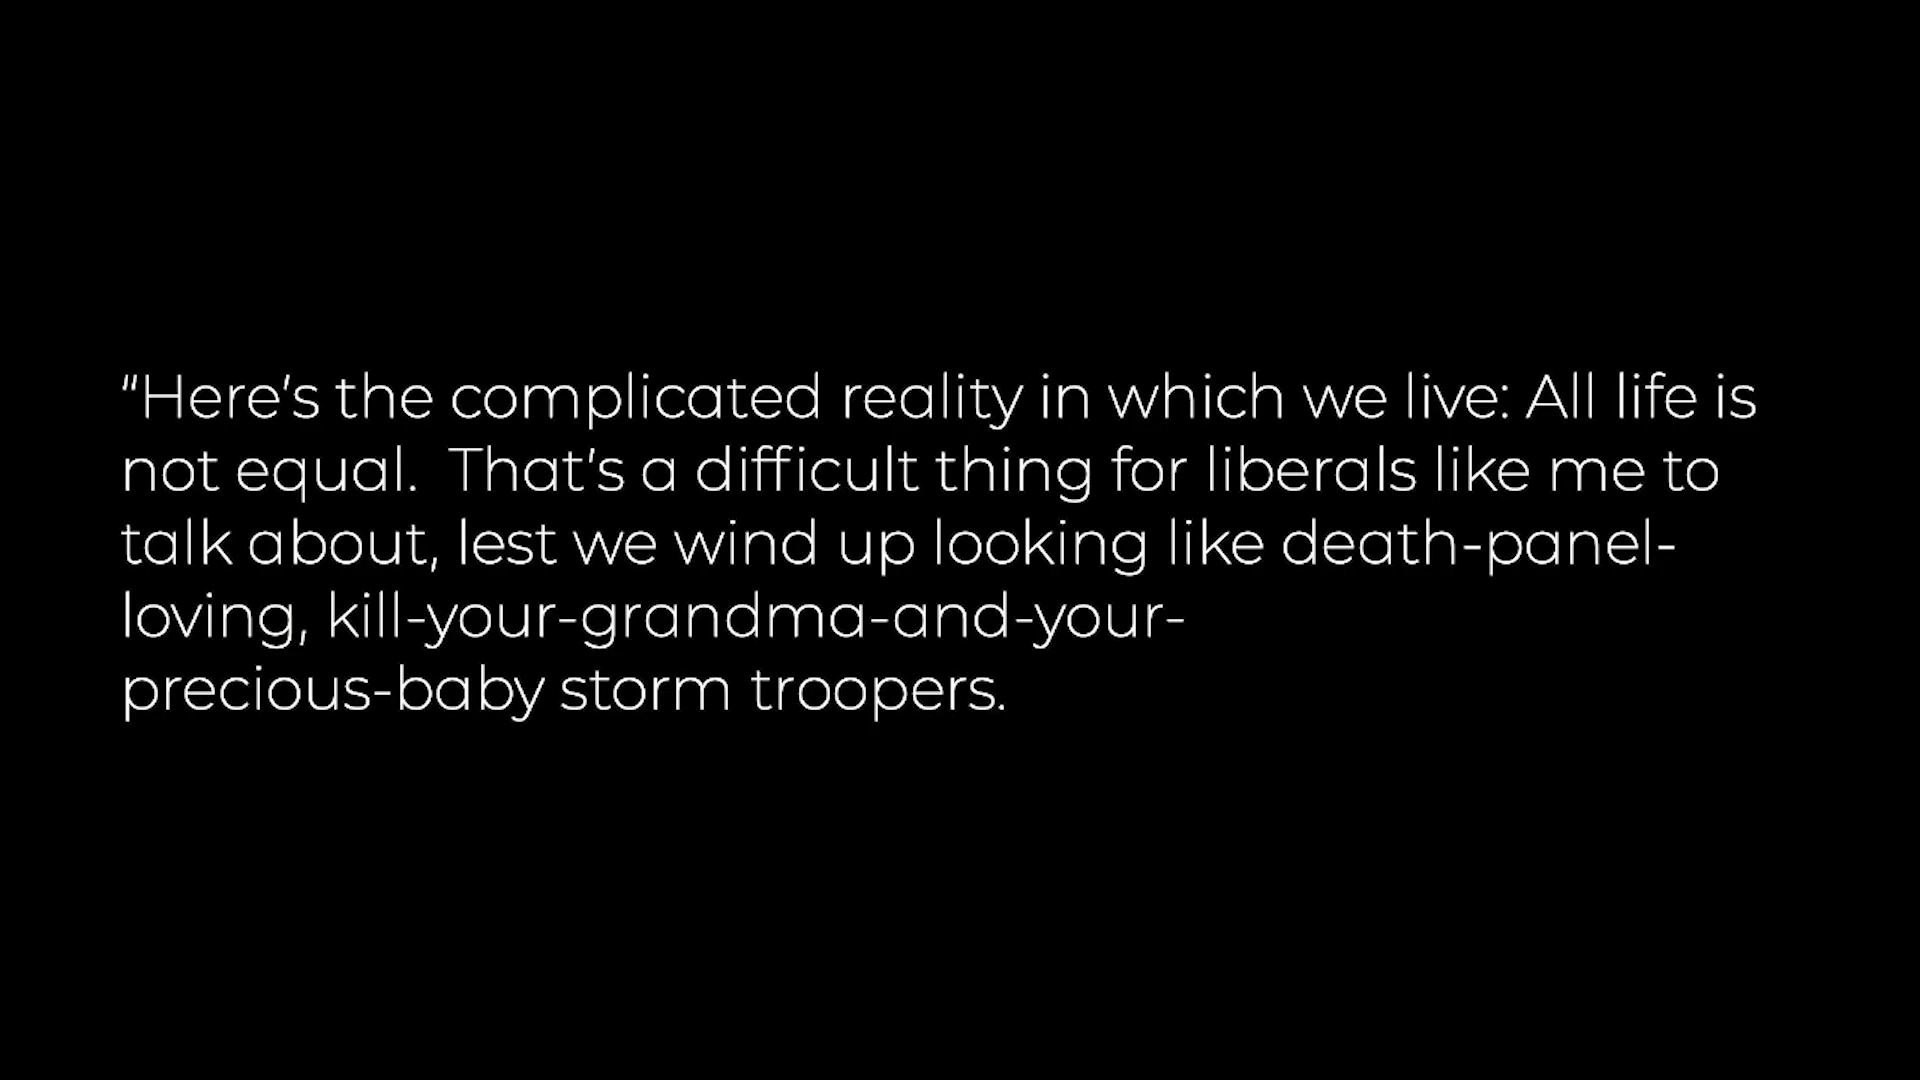 “Here’s the complicated reality in which we live: All life is
not equal.  That’s a difficult thing for liberals like me to
talk about, lest we wind up looking like death-panel-
loving, kill-your-grandma-and-your-
precious-baby storm troopers.